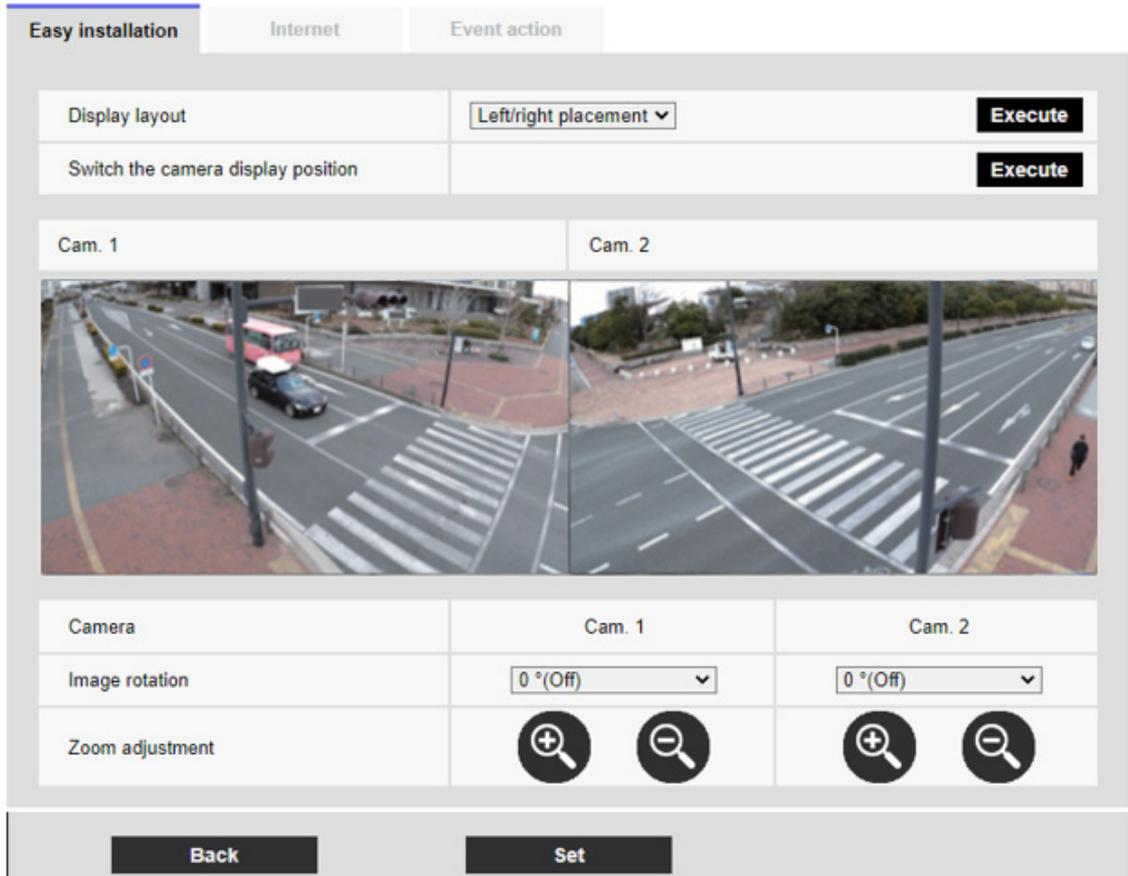 Easy installation Internet Event action
Display layout Left/right placement Execute
Switch the camera display position Execute
Cam. 1 Cam. 2
Camera Cam. 1 Cam. 2
Image rotation 0 °(Off) 0 °(Off)
Zoom adjustment
Back Set